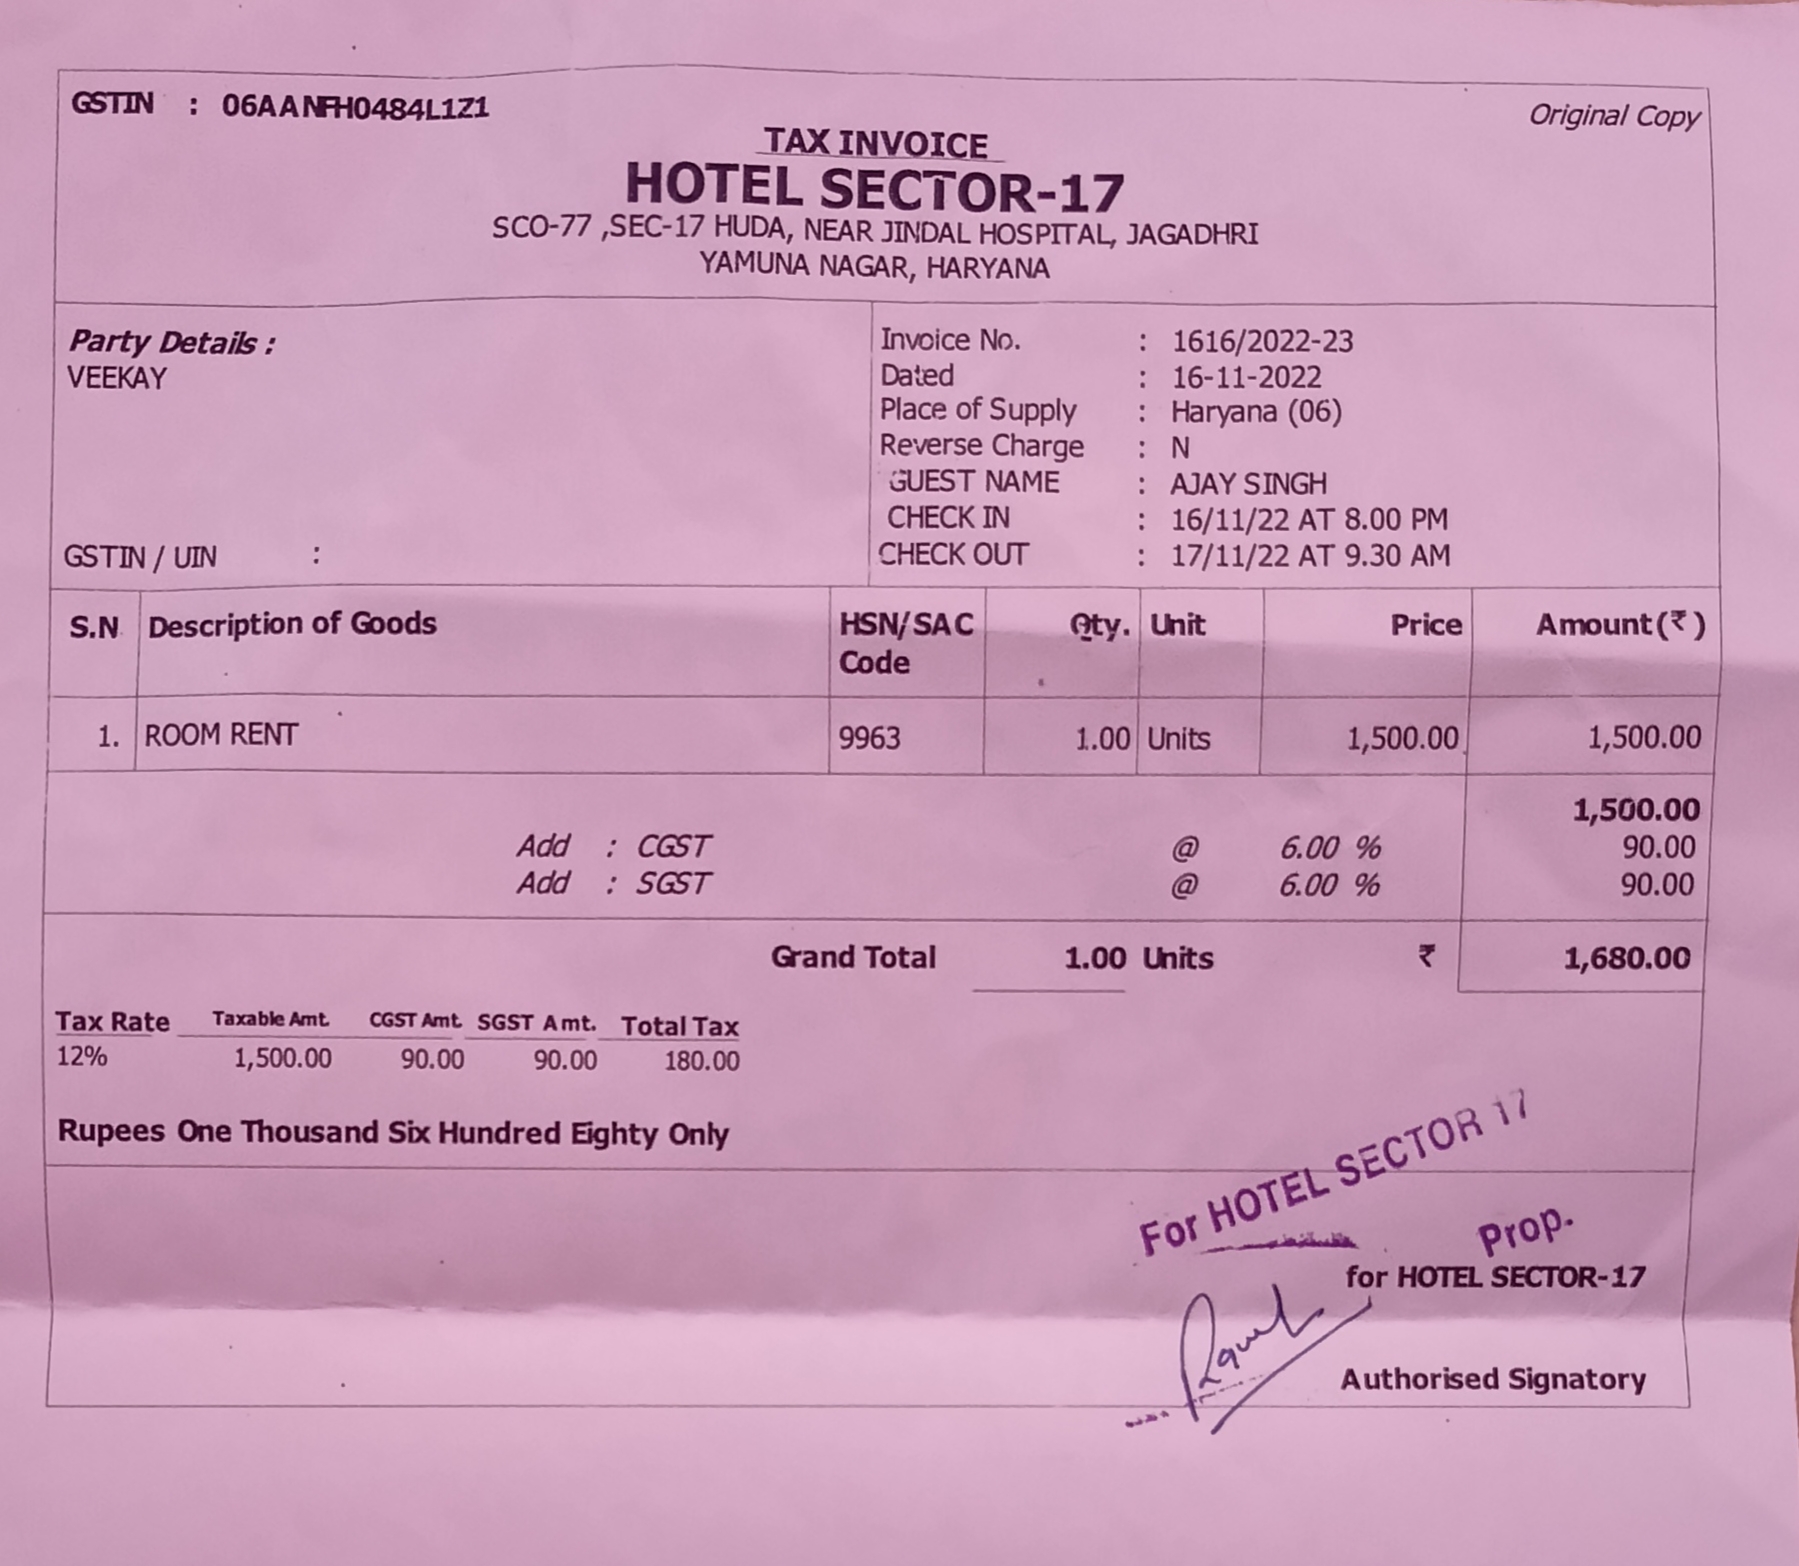 GSTIN : 06AANFH0484L1Z1
Original Copy
TAX INVOICE
HOTEL SECTOR-17
SCO-77 ,SEC-17 HUDA, NEAR JINDAL HOSPITAL, JAGADHRI
YAMUNA NAGAR, HARYANA
Party Details :
VEEKAY
GSTIN / UIN :
Invoice No. : 1616/2022-23
Dated : 16-11-2022
Place of Supply : Haryana (06)
Reverse Charge : N
GUEST NAME : AJAY SINGH
CHECK IN : 16/11/22 AT 8.00 PM
CHECK OUT : 17/11/22 AT 9.30 AM
S.N Description of Goods HSN/SAC Code Qty. Unit Price Amount(₹)
1. ROOM RENT 9963 1.00 Units 1,500.00 1,500.00
1,500.00
Add : CGST @ 6.00 % 90.00
Add : SGST @ 6.00 % 90.00
Grand Total 1.00 Units ₹ 1,680.00
Tax Rate Taxable Amt. CGST Amt. SGST Amt. Total Tax
12% 1,500.00 90.00 90.00 180.00
Rupees One Thousand Six Hundred Eighty Only
For HOTEL SECTOR 17
Prop.
for HOTEL SECTOR-17
Authorised Signatory